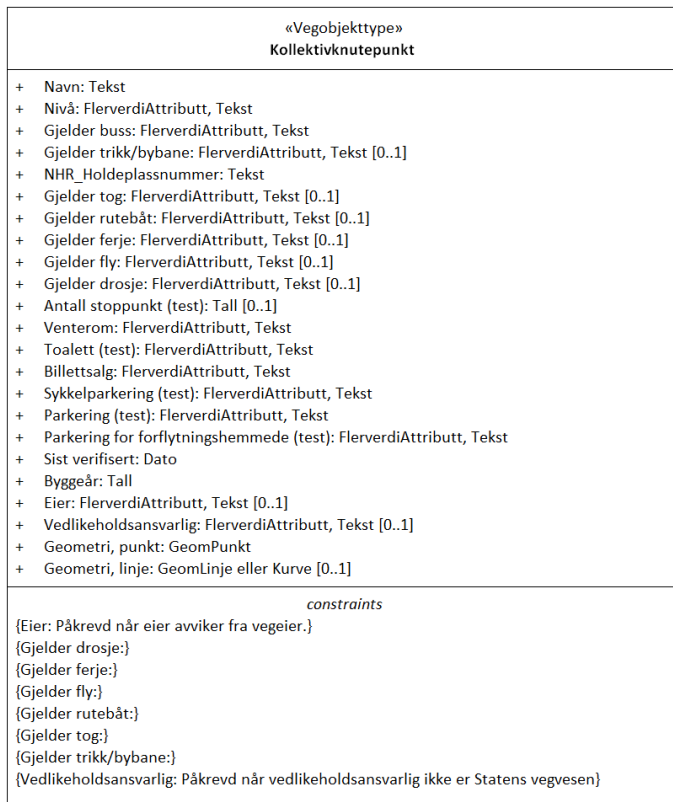 «Vegobjekttype»
Kollektivknutepunkt
+ Navn: Tekst
+ Nivå: FlerverdiAttributt, Tekst
+ Gjelder buss: FlerverdiAttributt, Tekst
+ Gjelder trikk/bybane: FlerverdiAttributt, Tekst [0..1]
+ NHR_Holdeplassnummer: Tekst
+ Gjelder tog: FlerverdiAttributt, Tekst [0..1]
+ Gjelder rutebåt: FlerverdiAttributt, Tekst [0..1]
+ Gjelder ferje: FlerverdiAttributt, Tekst [0..1]
+ Gjelder fly: FlerverdiAttributt, Tekst [0..1]
+ Gjelder drosje: FlerverdiAttributt, Tekst [0..1]
+ Antall stoppunkt (test): Tall [0..1]
+ Venterom: FlerverdiAttributt, Tekst
+ Toalett (test): FlerverdiAttributt, Tekst
+ Billettsalg: FlerverdiAttributt, Tekst
+ Sykkelparkering (test): FlerverdiAttributt, Tekst
+ Parkering (test): FlerverdiAttributt, Tekst
+ Parkering for forflytningshemmede (test): FlerverdiAttributt, Tekst
+ Sist verifisert: Dato
+ Byggeår: Tall
+ Eier: FlerverdiAttributt, Tekst [0..1]
+ Vedlikeholdsansvarlig: FlerverdiAttributt, Tekst [0..1]
+ Geometri, punkt: GeomPunkt
+ Geometri, linje: GeomLinje eller Kurve [0..1]
constraints
{Eier: Påkrevd når eier avviker fra vegeier.}
{Gjelder drosje:}
{Gjelder ferje:}
{Gjelder fly:}
{Gjelder rutebåt:}
{Gjelder tog:}
{Gjelder trikk/bybane:}
{Vedlikeholdsansvarlig: Påkrevd når vedlikeholdsansvarlig ikke er Statens vegvesen}